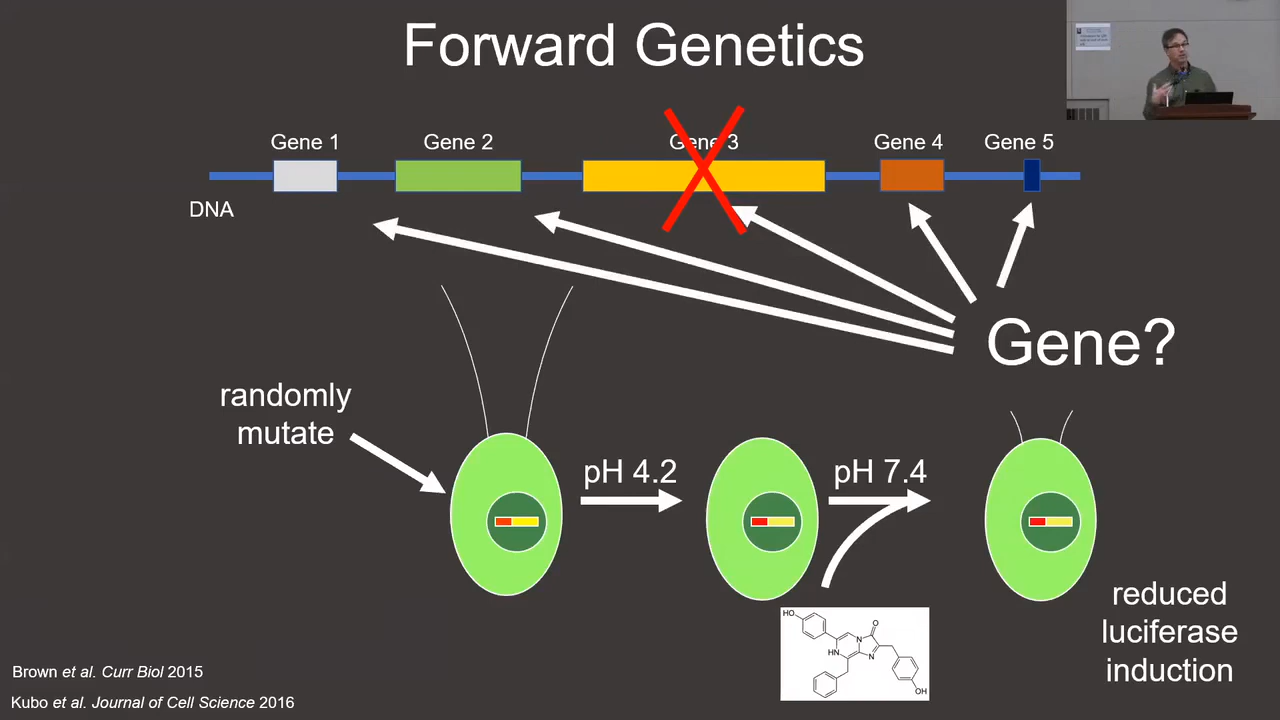 Forward Genetics
Gene 1
Gene 2
Gene 3
Gene 4
Gene 5
DNA
Gene?
randomly
mutate
pH 4.2
pH 7.4
HO
O
N
HN
N
OH
reduced
luciferase
induction
Brown et al. Curr Biol 2015
Kubo et al. Journal of Cell Science 2016